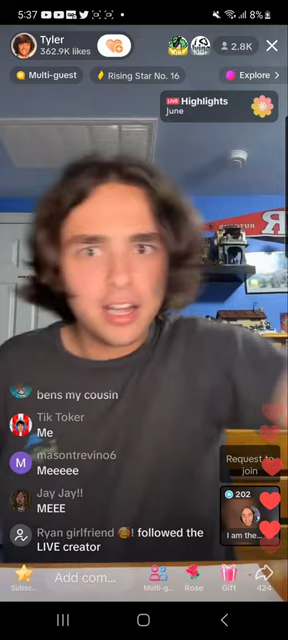 5:37
8%
Tyler
362.9K likes
2.8K
Multi-guest
Rising Star No. 16
Explore
LIVE Highlights
June
R
bens my cousin
Tik Toker
Me
masontrevino6
M
Meeeee
Jay Jay!!
MEEE
Ryan girlfriend 🥰! followed the
LIVE creator
Request to
join
202
I am the...
Subsc...
Add com...
Multi-g...
Rose
Gift
424